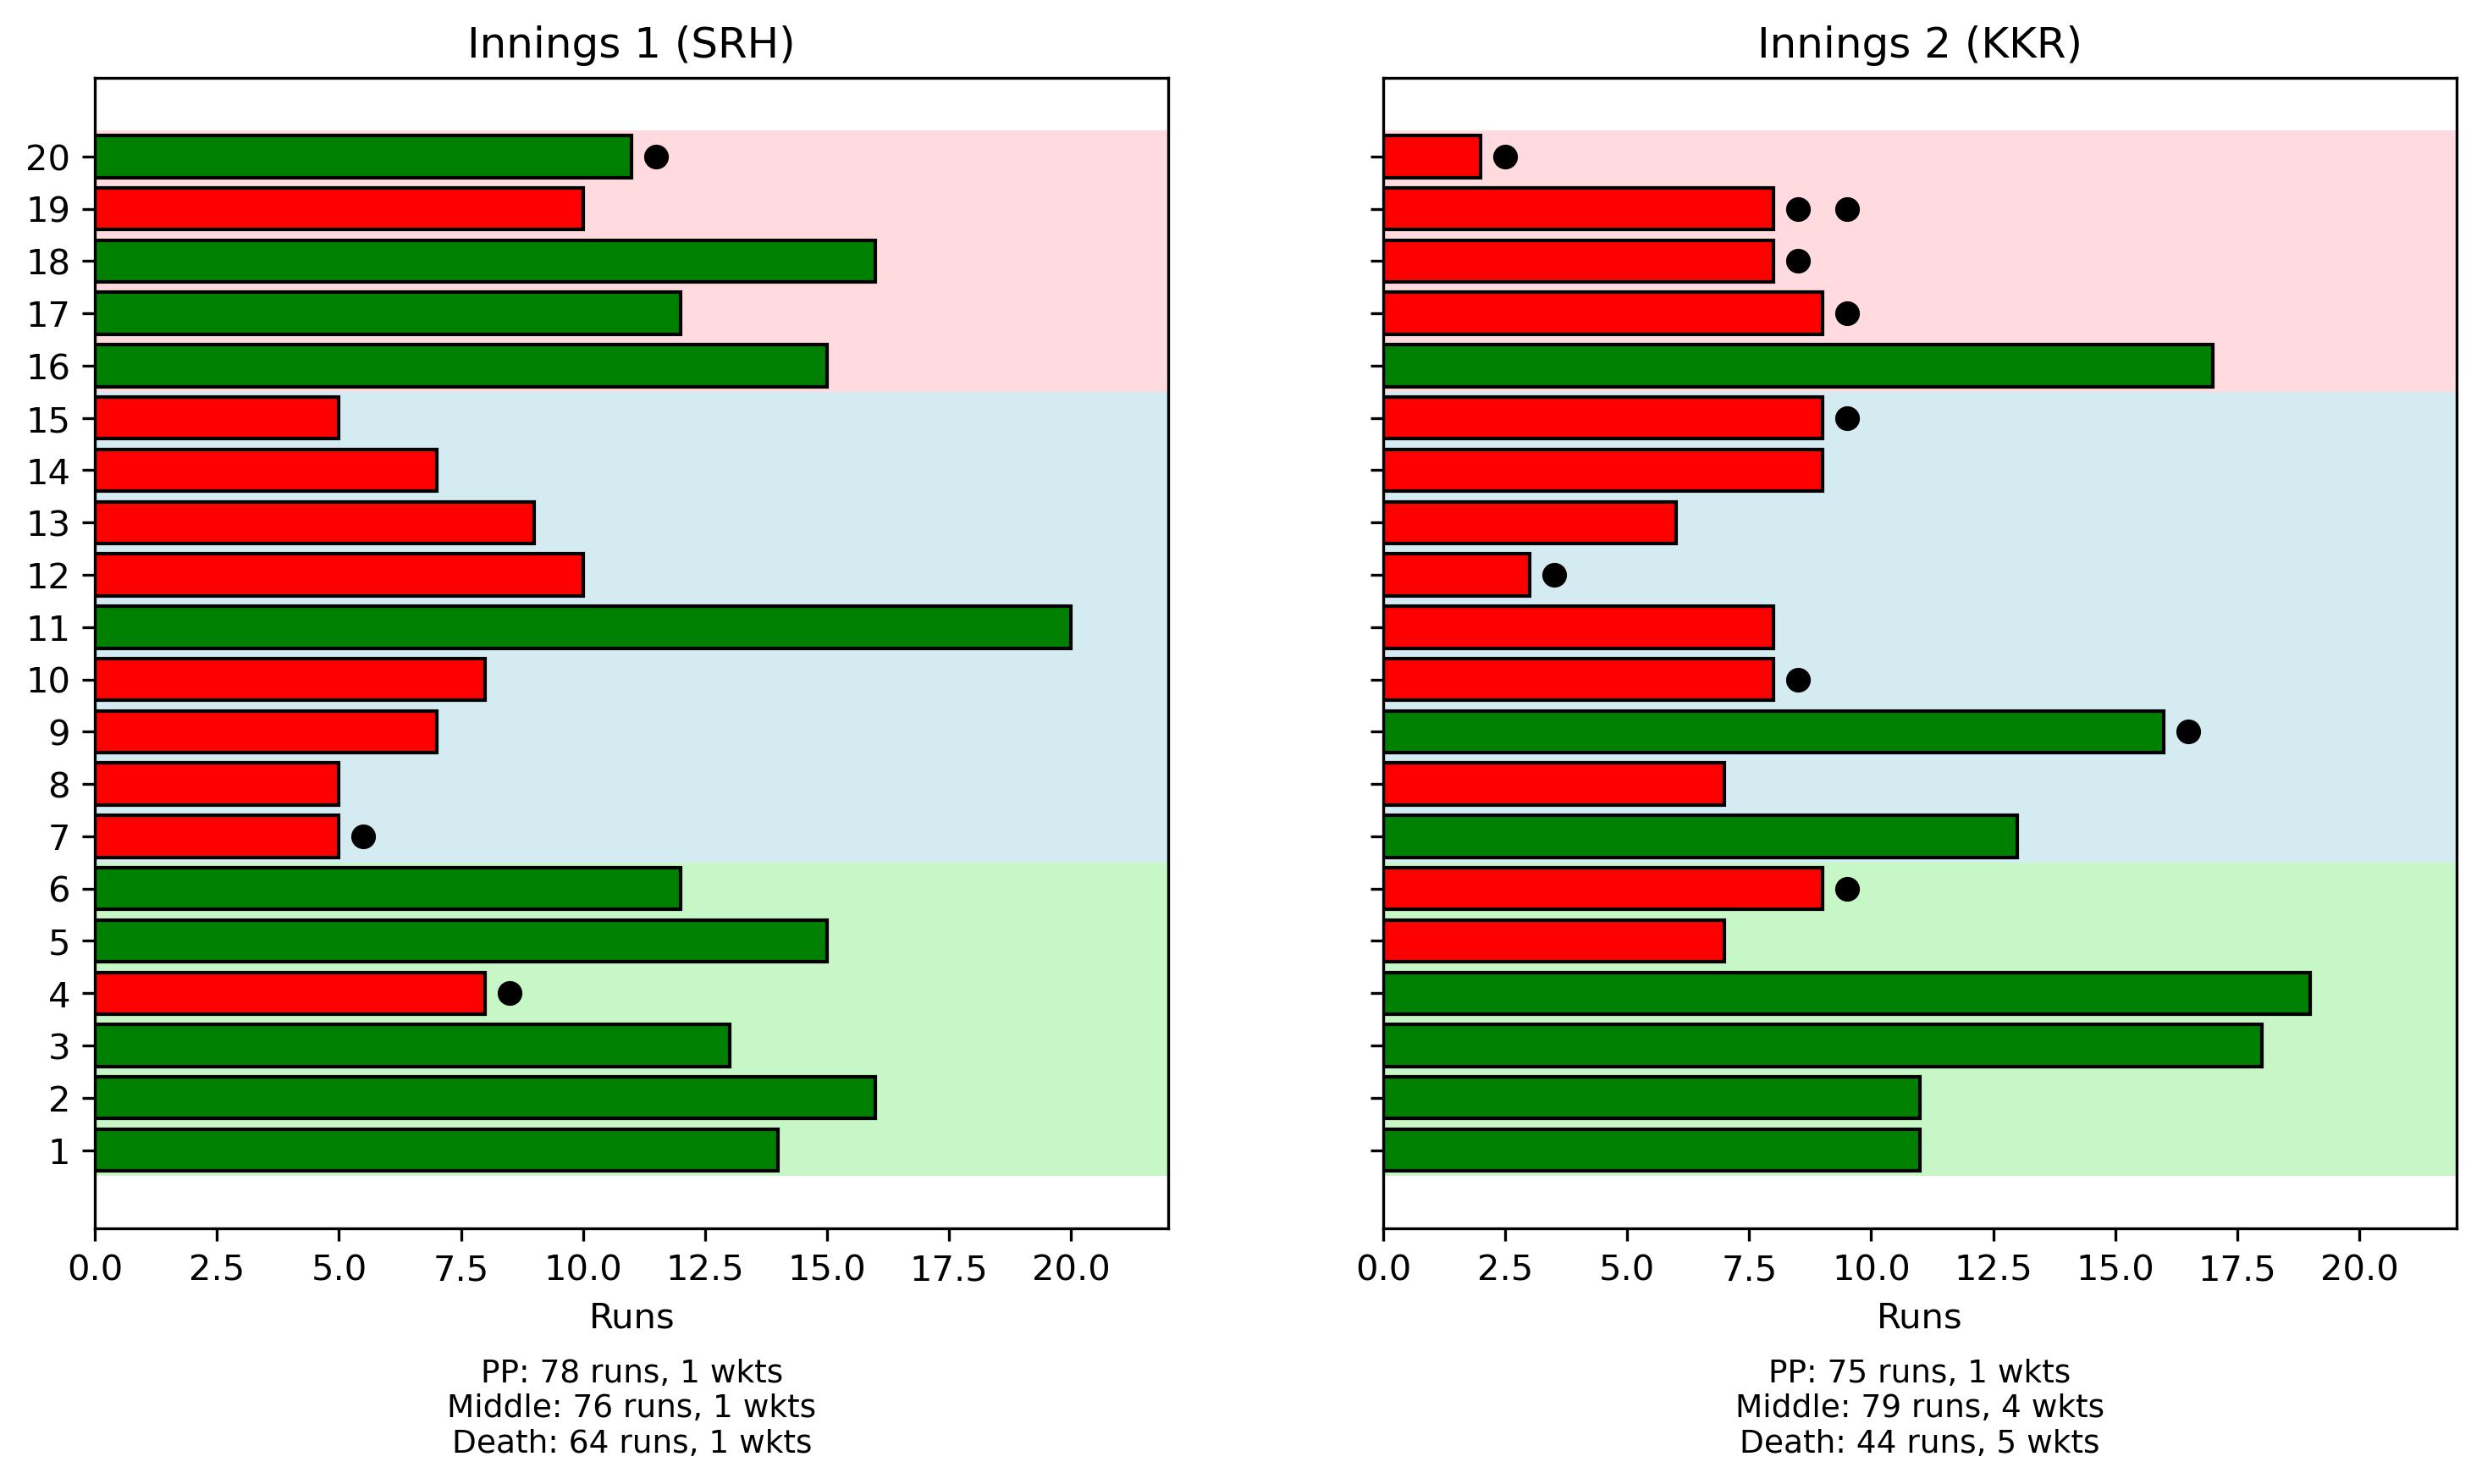 Innings 1 (SRH)
20
19
18
17
16
15
14
13
12
11
10
9
8
7
6
5
4
3
2
1
0.0 2.5 5.0 7.5 10.0 12.5 15.0 17.5 20.0
Runs
PP: 78 runs, 1 wkts
Middle: 76 runs, 1 wkts
Death: 64 runs, 1 wkts
Innings 2 (KKR)
0.0 2.5 5.0 7.5 10.0 12.5 15.0 17.5 20.0
Runs
PP: 75 runs, 1 wkts
Middle: 79 runs, 4 wkts
Death: 44 runs, 5 wkts